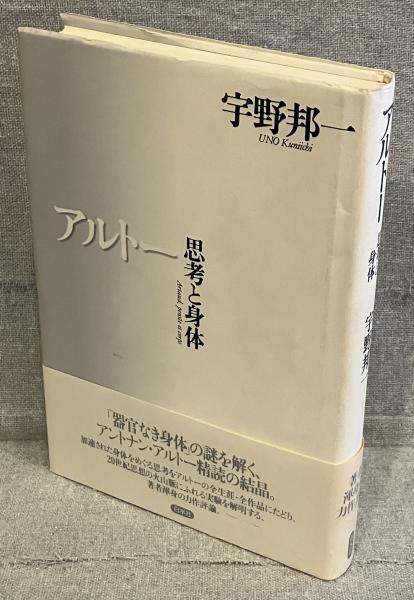 宇野邦一
UNO Kuniichi
アルトー
思考と身体
Artaud, pensée et corps
「器官なき身体」の謎を解く、
アントナン・アルトー精読の結晶。
加速された身体をめぐる思考をアルトーの全生涯・全作品にたどり、
20世紀思想の火山脈にふれる実験を解明する、
著者渾身の力作評論。
白水社
アルトー
思考と
身体
宇野邦一